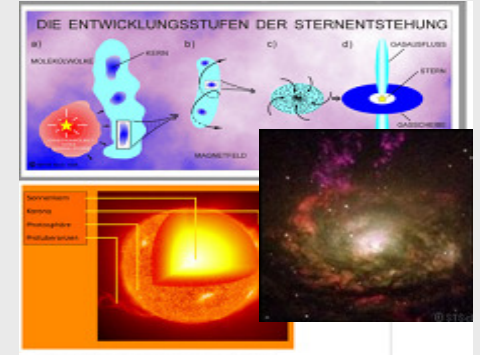 DIE ENTWICKLUNGSSTUFEN DER STERNENTSTEHUNG
a)
b)
c)
d)
GASAUSFLUSS
KERN
MOLEKÜLWOLKE
STERN
GASSCHEIBE
MAGNETFELD
Sonnenkern
Korona
Photosphäre
Protuberanzen